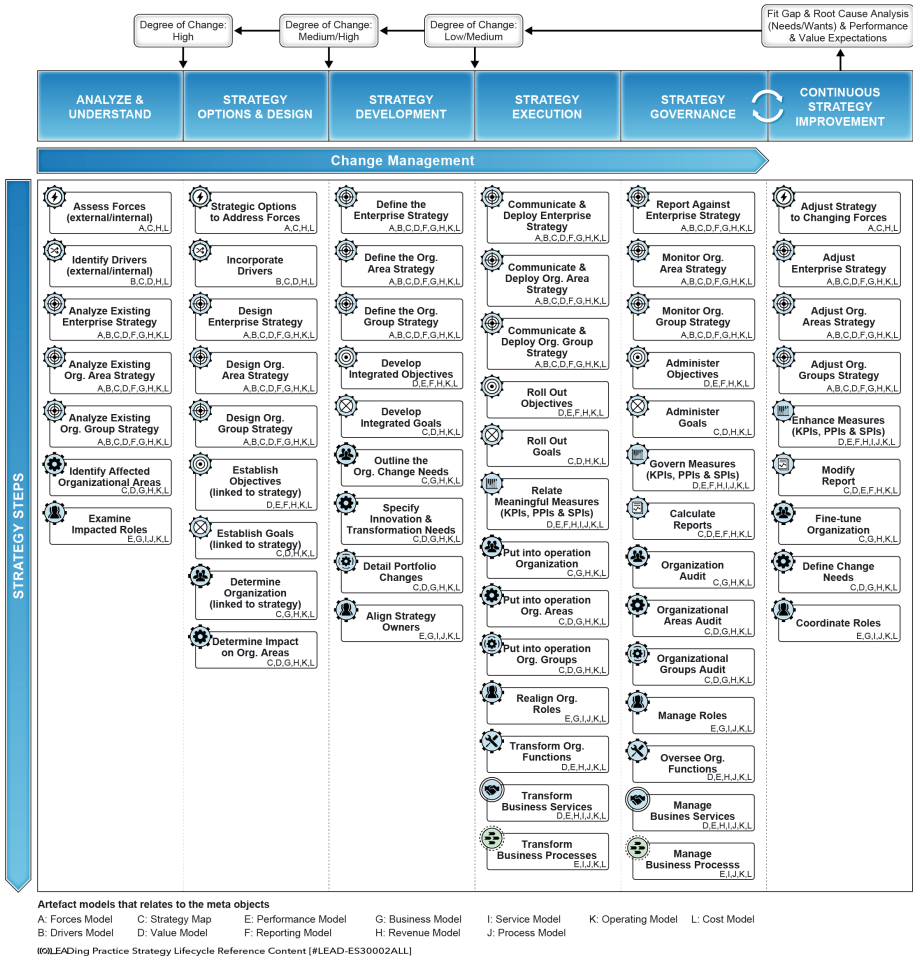 Degree of Change:
High
Degree of Change:
Medium/High
Degree of Change:
Low/Medium
Fit Gap & Root Cause Analysis
(Needs/Wants) & Performance
& Value Expectations
ANALYZE &
UNDERSTAND
STRATEGY
OPTIONS & DESIGN
STRATEGY
DEVELOPMENT
STRATEGY
EXECUTION
STRATEGY
GOVERNANCE
CONTINUOUS
STRATEGY
IMPROVEMENT
Change Management
STRATEGY STEPS
Assess Forces
(external/internal)
A,C,H,L
Identify Drivers
(external/internal)
B,C,D,H,L
Analyze Existing
Enterprise Strategy
A,B,C,D,F,G,H,K,L
Analyze Existing
Org. Area Strategy
A,B,C,D,F,G,H,K,L
Analyze Existing
Org. Group Strategy
A,B,C,D,F,G,H,K,L
Identify Affected
Organizational Areas
C,D,G,H,K,L
Examine
Impacted Roles
E,G,I,J,K,L
Strategic Options
to Address Forces
A,C,H,L
Incorporate
Drivers
B,C,D,H,L
Design
Enterprise Strategy
A,B,C,D,F,G,H,K,L
Design Org.
Area Strategy
A,B,C,D,F,G,H,K,L
Design Org.
Group Strategy
A,B,C,D,F,G,H,K,L
Establish
Objectives
(linked to strategy)
D,E,F,H,K,L
Establish Goals
(linked to strategy)
C,D,H,K,L
Determine
Organization
(linked to strategy)
C,G,H,K,L
Determine Impact
on Org. Areas
C,D,G,H,K,L
Define the
Enterprise Strategy
A,B,C,D,F,G,H,K,L
Define the Org.
Area Strategy
A,B,C,D,F,G,H,K,L
Define the Org.
Group Strategy
A,B,C,D,F,G,H,K,L
Develop
Integrated Objectives
D,E,F,H,K,L
Develop
Integrated Goals
C,D,H,K,L
Outline the
Org. Change Needs
C,G,H,K,L
Specify
Innovation &
Transformation Needs
C,D,G,H,K,L
Detail Portfolio
Changes
C,D,G,H,K,L
Align Strategy
Owners
E,G,I,J,K,L
Communicate &
Deploy Enterprise
Strategy
A,B,C,D,F,G,H,K,L
Communicate &
Deploy Org. Area
Strategy
A,B,C,D,F,G,H,K,L
Communicate &
Deploy Org. Group
Strategy
A,B,C,D,F,G,H,K,L
Roll Out
Objectives
D,E,F,H,K,L
Roll Out
Goals
C,D,H,K,L
Relate
Meaningful Measures
(KPIs, PPIs & SPIs)
D,E,F,H,I,J,K,L
Put into operation
Organization
C,G,H,K,L
Put into operation
Org. Areas
C,D,G,H,K,L
Put into operation
Org. Groups
C,D,G,H,K,L
Realign Org.
Roles
E,G,I,J,K,L
Transform Org.
Functions
D,E,H,J,K,L
Transform
Business Services
D,E,H,I,J,K,L
Transform
Business Processes
E,I,J,K,L
Report Against
Enterprise Strategy
A,B,C,D,F,G,H,K,L
Monitor Org.
Area Strategy
A,B,C,D,F,G,H,K,L
Monitor Org.
Group Strategy
A,B,C,D,F,G,H,K,L
Administer
Objectives
D,E,F,H,K,L
Administer
Goals
C,D,H,K,L
Govern Measures
(KPIs, PPIs & SPIs)
D,E,F,H,I,J,K,L
Calculate
Reports
C,D,E,F,H,K,L
Organization
Audit
C,G,H,K,L
Organizational
Areas Audit
C,D,G,H,K,L
Organizational
Groups Audit
C,D,G,H,K,L
Manage Roles
E,G,I,J,K,L
Oversee Org.
Functions
D,E,H,J,K,L
Manage
Busines Services
D,E,H,I,J,K,L
Manage
Business Processs
E,I,J,K,L
Adjust Strategy
to Changing Forces
A,C,H,L
Adjust
Enterprise Strategy
A,B,C,D,F,G,H,K,L
Adjust Org.
Areas Strategy
A,B,C,D,F,G,H,K,L
Adjust Org.
Groups Strategy
A,B,C,D,F,G,H,K,L
Enhance Measures
(KPIs, PPIs & SPIs)
D,E,F,H,I,J,K,L
Modify
Report
C,D,E,F,H,K,L
Fine-tune
Organization
C,G,H,K,L
Define Change
Needs
C,D,G,H,K,L
Coordinate Roles
E,G,I,J,K,L
Artefact models that relates to the meta objects
A: Forces Model C: Strategy Map E: Performance Model G: Business Model I: Service Model K: Operating Model L: Cost Model
B: Drivers Model D: Value Model F: Reporting Model H: Revenue Model J: Process Model
LEADing Practice Strategy Lifecycle Reference Content [#LEAD-ES30002ALL]